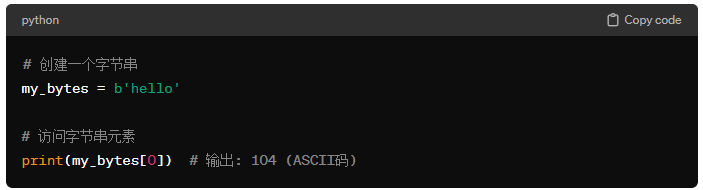 python
Copy code
# 创建一个字节串
my_bytes = b'hello'
# 访问字节串元素
print(my_bytes[0])  # 输出: 104 (ASCII码)